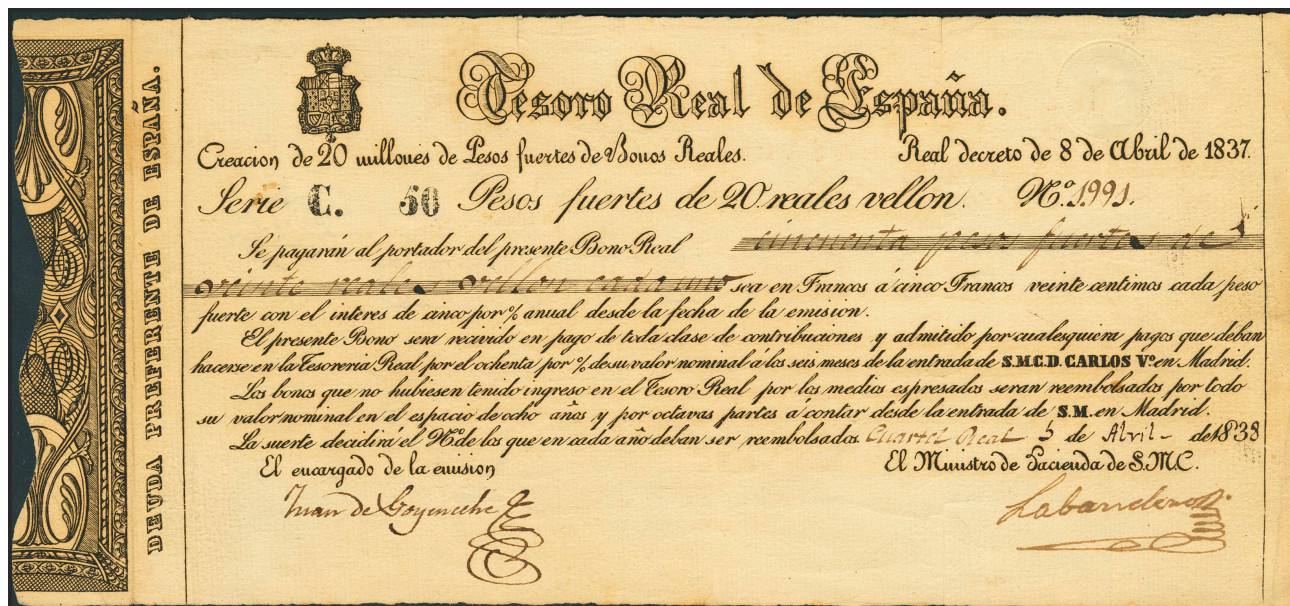 DEUDA PREFERENTE DE ESPAÑA.
Tesoro Real de España.
Creacion de 20 millones de Pesos fuertes de Bonos Reales. Real decreto de 8 de Abril de 1837.
Serie C. 50 Pesos fuertes de 20 reales vellon. Nº 1991.
Se pagarán al portador del presente Bono Real cincuenta pesos fuertes de
veinte reales vellon cada uno sea en Francos á cinco Francos veinte centimos cada peso
fuerte con el interes de cinco por % anual desde la fecha de la emision.
El presente Bono sera recivido en pago de toda clase de contribuciones y admitido por cualesquiera pagos que deban
hacerse en la Tesoreria Real por el ochenta por % de su valor nominal á los seis meses de la entrada de S.M.C.D. CARLOS Vº. en Madrid.
Los bonos que no hubiesen tenido ingreso en el Tesoro Real por los medios espresados seran reembolsados por todo
su valor nominal en el espacio de ocho años y por octavas partes a contar desde la entrada de S.M. en Madrid.
La suerte decidirá el Nº de los que en cada año deban ser reembolsados Cuartel Real 5 de Abril - de 1838
El encargado de la emision El Ministro de Hacienda de S.M.C.
Juan de Goyeneche Labandero